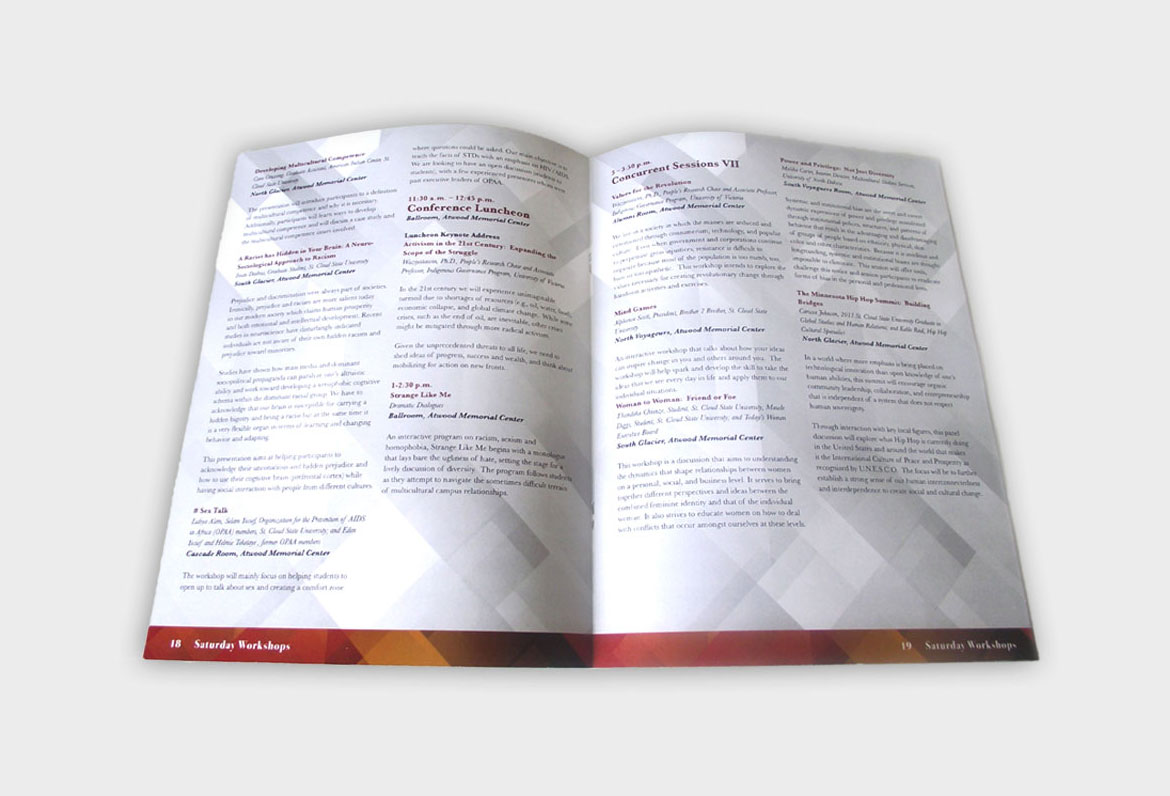 Developing Multicultural Competence
Graduate Assistant, American Indian Center, St.
Cloud State University
North Glacier, Atwood Memorial Center
The presentation will introduce participants to a definition
of multicultural competence and why it is necessary.
Additionally participants will learn ways to develop
multicultural competence and will discuss a case study and
the multicultural competence issues involved.
A Racist has Hidden in Your Brain: A Neuro-
Sociological Approach to Racism
Student, St. Cloud State University
South Glacier, Atwood Memorial Center
Prejudice and discrimination were always part of societies.
Ironically, prejudice and racism are more salient today
in our modern society which claims human prosperity
and both emotional and intellectual development. Recent
studies in neuroscience have disturbingly indicated
individuals are not aware of their own hidden racism and
prejudice toward minorities.
Studies have shown how mass media and dominant
sociopolitical propaganda can paralyze one's altruistic
ability and work toward developing a xenophobic cognitive
schema within the dominant racial group. We have to
acknowledge that our brain is susceptible for carrying a
hidden bigotry and being a racist but at the same time it
is a very flexible organ in terms of learning and changing
behavior and adapting.
This presentation aims at helping participants to
acknowledge their intentions and hidden prejudice and
how to use their cognitive brain (prefrontal cortex) while
having social interaction with people from different cultures.
# Sex Talk
Organization for the Prevention of AIDS
in Africa (OPAA) members, St. Cloud State University; and Eden
former OPAA members
Cascade Room, Atwood Memorial Center
The workshop will mainly focus on helping students to
open up to talk about sex and creating a comfort zone
where questions could be asked. Our main objective is to
teach the facts of STDs with an emphasis on HIV/AIDS.
We are looking to have an open discussion (student to
student), with a few experienced presenters whom were
past executive leaders of OPAA.
11:30 a.m. – 12:45 p.m.
Conference Luncheon
Ballroom, Atwood Memorial Center
Luncheon Keynote Address
Activism in the 21st Century: Expanding the
Scope of the Struggle
Waziyatawin, Ph.D., People's Research Chair and Associate
Professor, Indigenous Governance Program, University of Victoria
In the 21st century we will experience unimaginable
turmoil due to shortages of resources (e.g., oil, water, food),
economic collapse, and global climate change. While some
crises, such as the end of oil, are inevitable, other crises
might be mitigated through more radical activism.
Given the unprecedented threats to all life, we need to
shed ideas of progress, success and wealth, and think about
mobilizing for action on new fronts.
1-2:30 p.m.
Strange Like Me
Dramatic Dialogues
Ballroom, Atwood Memorial Center
An interactive program on racism, sexism and
homophobia, Strange Like Me begins with a monologue
that lays bare the ugliness of hate, setting the stage for a
lively discussion of diversity. The program follows students
as they attempt to navigate the sometimes difficult terrain
of multicultural campus relationships.
18 Saturday Workshops
3 – 3:50 p.m.
Concurrent Sessions VII
Values for the Revolution
Waziyatawin, Ph.D., People's Research Chair and Associate Professor,
Indigenous Governance Program, University of Victoria
Alumni Room, Atwood Memorial Center
We live in a society in which the masses are seduced and
consumerism, technology, and popular
culture. Even when government and corporations continue
to perpetuate gross injustices, resistance is difficult to
organize because most of the population is too numb, too
This workshop intends to explore the
values necessary for creating revolutionary change through
activities and exercises.
Mind Games
Scott, President, Brother 2 Brother, St. Cloud State
University
North Voyageurs, Atwood Memorial Center
An interactive workshop that talks about how your ideas
can inspire change in you and others around you. The
workshop will help spark and develop the skill to take the
ideas that we see every day in life and apply them to our
individual situations.
Woman to Woman: Friend or Foe
Student, St. Cloud State University, Maude
Diggs, Student, St. Cloud State University, and Today's Woman
Executive Board
South Glacier, Atwood Memorial Center
This workshop is a discussion that aims to understanding
the dynamics that shape relationships between women
on a personal, social, and business level. It serves to bring
together different perspectives and ideas between the
combined feminine identity and that of the individual
woman. It also strives to educate women on how to deal
with conflicts that occur amongst ourselves at these levels.
Power and Privilege: Not Just Diversity
Malika Carter, Interim Director, Multicultural Student Services,
University of North Dakota
South Voyageurs Room, Atwood Memorial Center
Systemic and institutional bias are the overt and covert
dynamic expressions of power and privilege maintained
through institutional policies, structures, and personal
behavior that result in the advantaging and disadvantaging
of groups of people based on ethnicity, physical, skin
color and other characteristics. Because it is insidious and
longstanding, systemic and institutional biases are thought
impossible to eliminate. This session will offer tools,
challenge this notion and session participants to eradicate
forms of bias in the personal and professional lives.
The Minnesota Hip Hop Summit: Building
Bridges
Carson Johnson, 2011 St. Cloud State University Graduate in
Global Studies and Human Relations; and Hip Hop
Cultural Specialist
North Glacier, Atwood Memorial Center
In a world where more emphasis is being placed on
technological innovation than open knowledge of one's
human abilities, this summit will encourage organic
community leadership, collaboration, and entrepreneurship
that is independent of a system that does not respect
human sovereignty.
Through interaction with key local figures, this panel
discussion will explore what Hip Hop is currently doing
in the United States and around the world that makes
it the International Culture of Peace and Prosperity as
recognized by U.N.E.S.C.O. The focus will be to further
establish a strong sense of our human interconnectedness
and interdependence to create social and cultural change.
19 Saturday Workshops